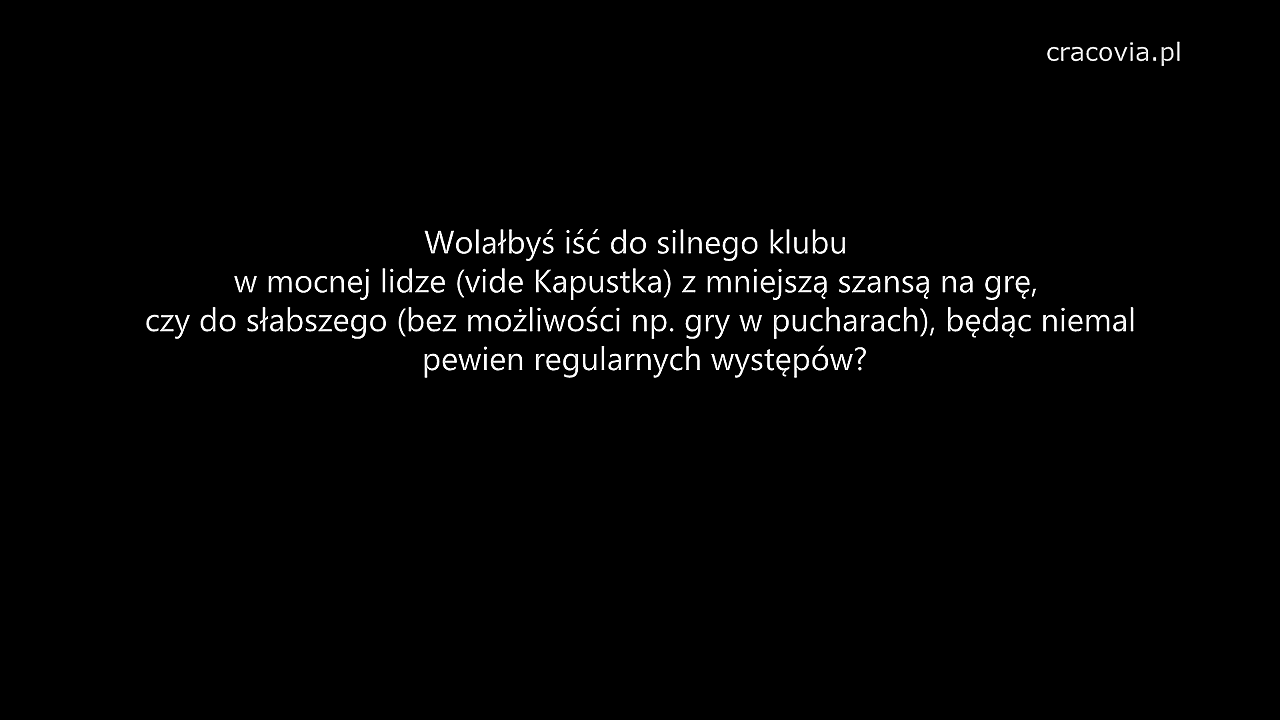 cracovia.pl
Wolałbyś iść do silnego klubu
w mocnej lidze (vide Kapustka) z mniejszą szansą na grę,
czy do słabszego (bez możliwości np. gry w pucharach), będąc niemal
pewien regularnych występów?